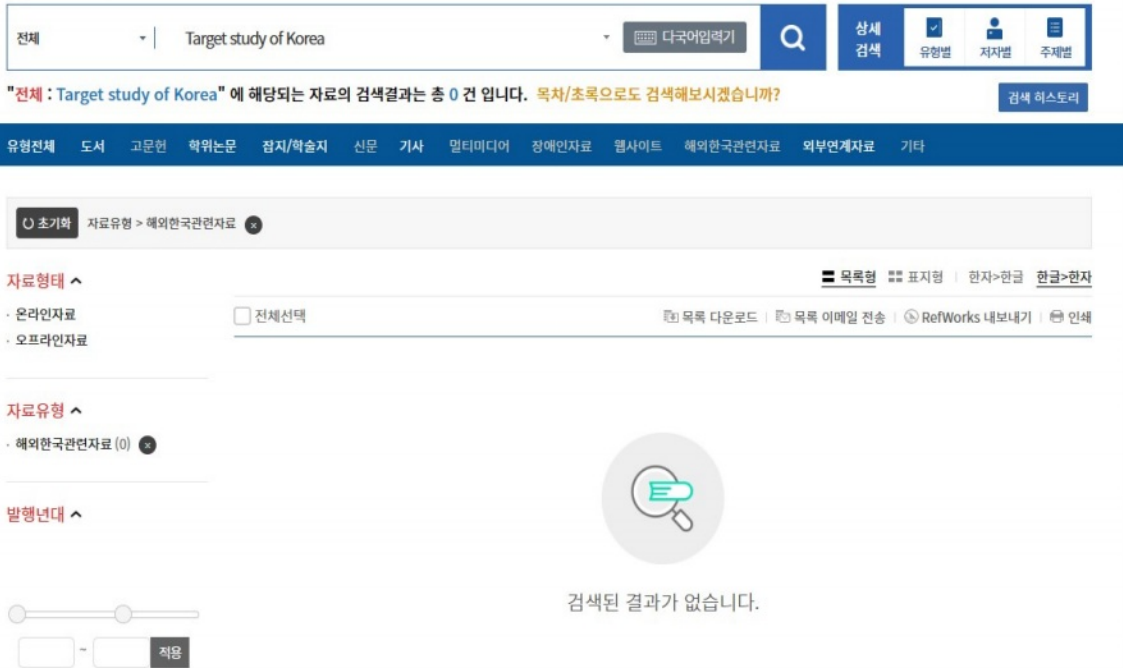 전체
Target study of Korea
다국어입력기
상세
검색
유형별
저자별
주제별
"전체 : Target study of Korea" 에 해당되는 자료의 검색결과는 총 0 건 입니다. 목차/초록으로도 검색해보시겠습니까?
검색 히스토리
유형전체 도서 고문헌 학위논문 잡지/학술지 신문 기사 멀티미디어 장애인자료 웹사이트 해외한국관련자료 외부연계자료 기타
초기화 자료유형 > 해외한국관련자료
자료형태
목록형 표지형 한자>한글 한글>한자
· 온라인자료
전체선택 목록 다운로드 목록 이메일 전송 RefWorks 내보내기 인쇄
· 오프라인자료
자료유형
· 해외한국관련자료 (0)
발행년대
검색된 결과가 없습니다.
~ 적용